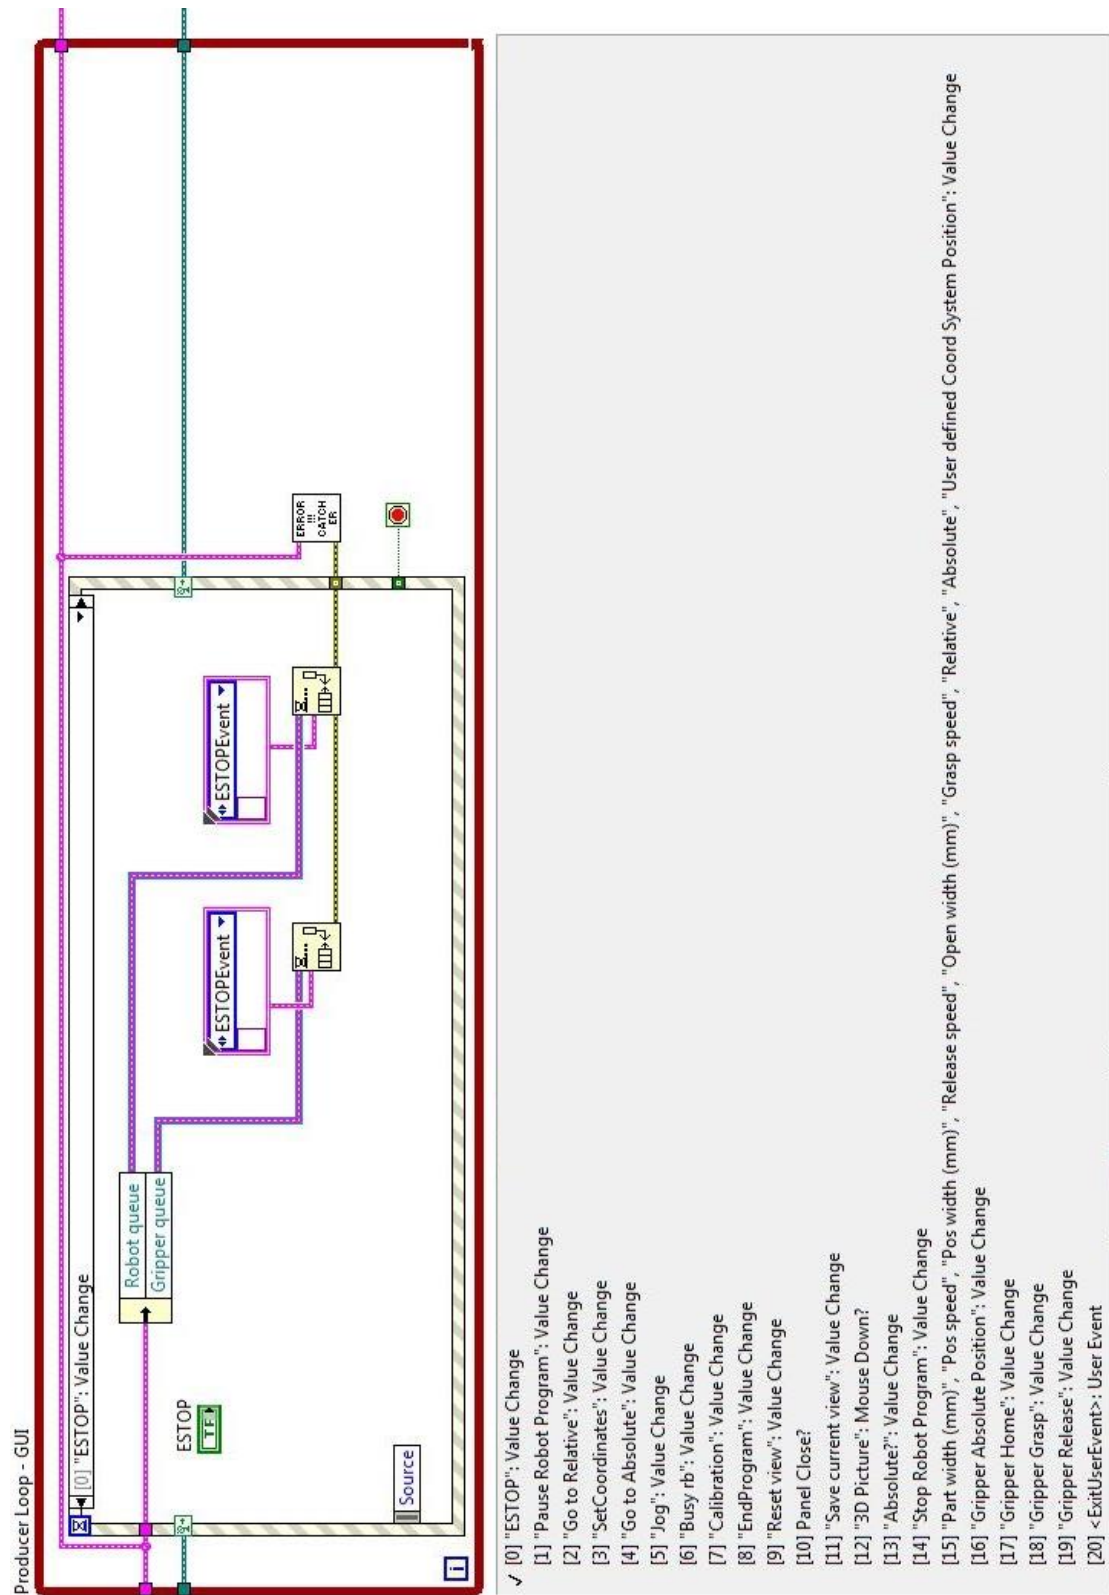 Producer Loop - GUI
[0] "ESTOP": Value Change
Robot queue
Gripper queue
ESTOP
TF
ESTOPEvent
ESTOPEvent
Source
ERROR
!!!
CATCH
ER
i
[0] "ESTOP": Value Change
[1] "Pause Robot Program": Value Change
[2] "Go to Relative": Value Change
[3] "SetCoordinates": Value Change
[4] "Go to Absolute": Value Change
[5] "Jog": Value Change
[6] "Busy rb": Value Change
[7] "Calibration": Value Change
[8] "EndProgram": Value Change
[9] "Reset view": Value Change
[10] Panel Close?
[11] "Save current view": Value Change
[12] "3D Picture": Mouse Down?
[13] "Absolute?": Value Change
[14] "Stop Robot Program": Value Change
[15] "Part width (mm)", "Pos speed", "Pos width (mm)", "Release speed", "Open width (mm)", "Grasp speed", "Relative", "Absolute", "User defined Coord System Position": Value Change
[16] "Gripper Absolute Position": Value Change
[17] "Gripper Home": Value Change
[18] "Gripper Grasp": Value Change
[19] "Gripper Release": Value Change
[20] <ExitUserEvent>: User Event